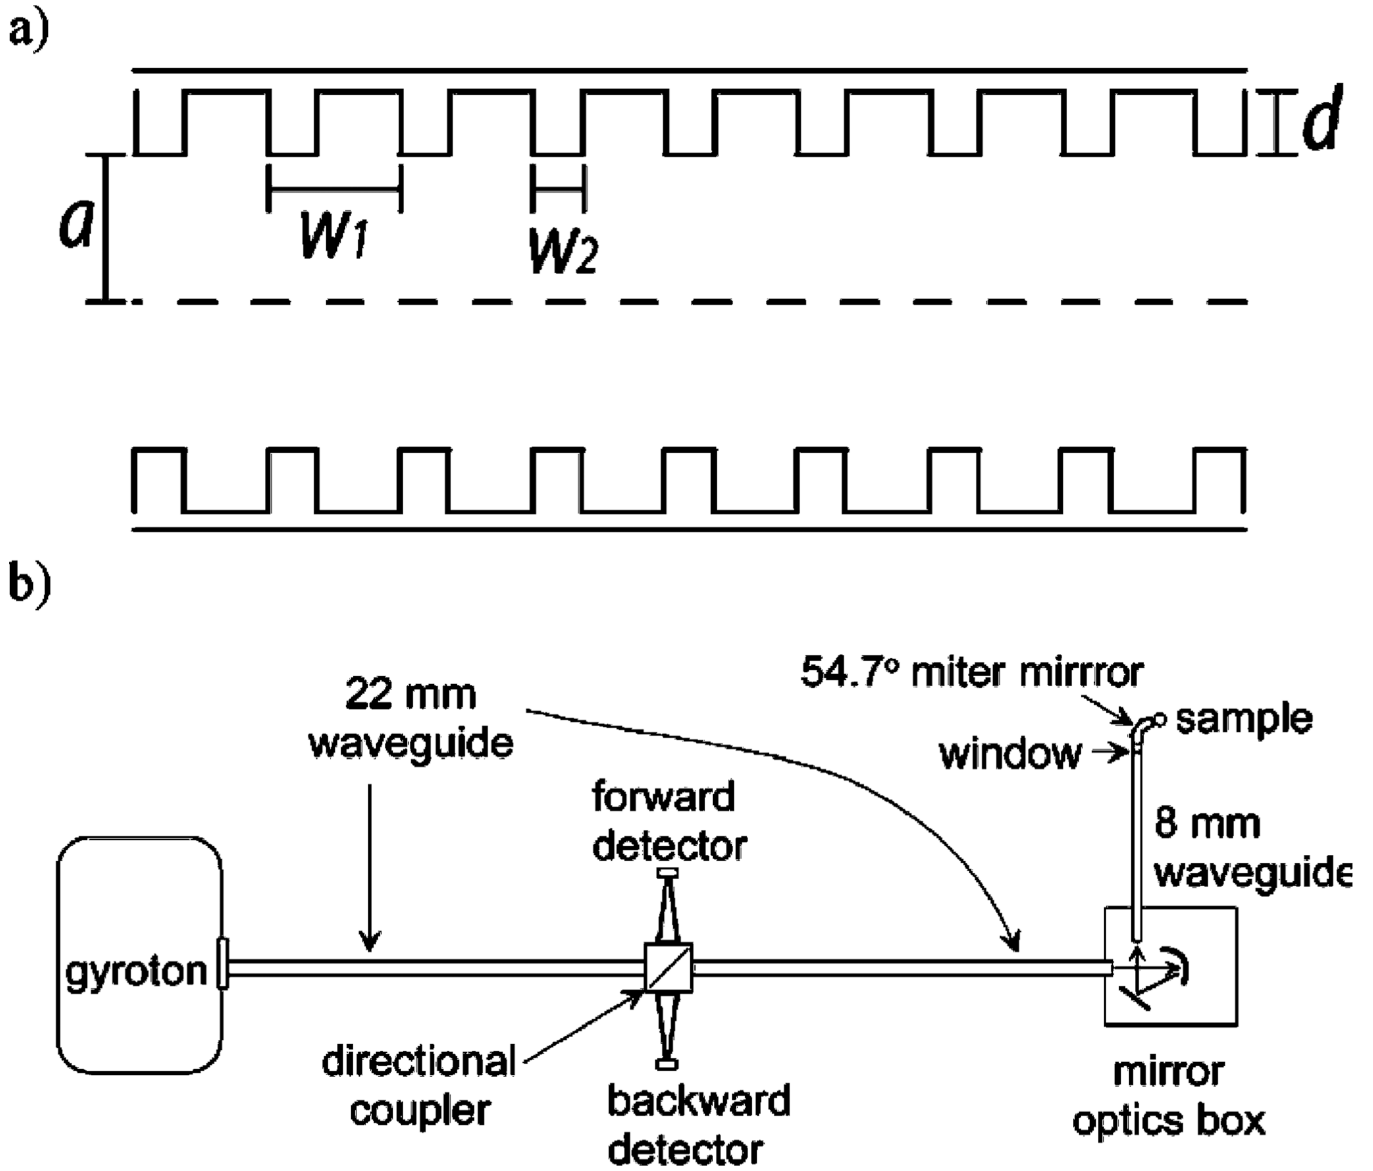 a)
d
a
W1
W2
b)
54.7° miter mirrror
22 mm
waveguide
sample
window
forward
detector
8 mm
waveguide
gyroton
directional
coupler
backward
detector
mirror
optics box